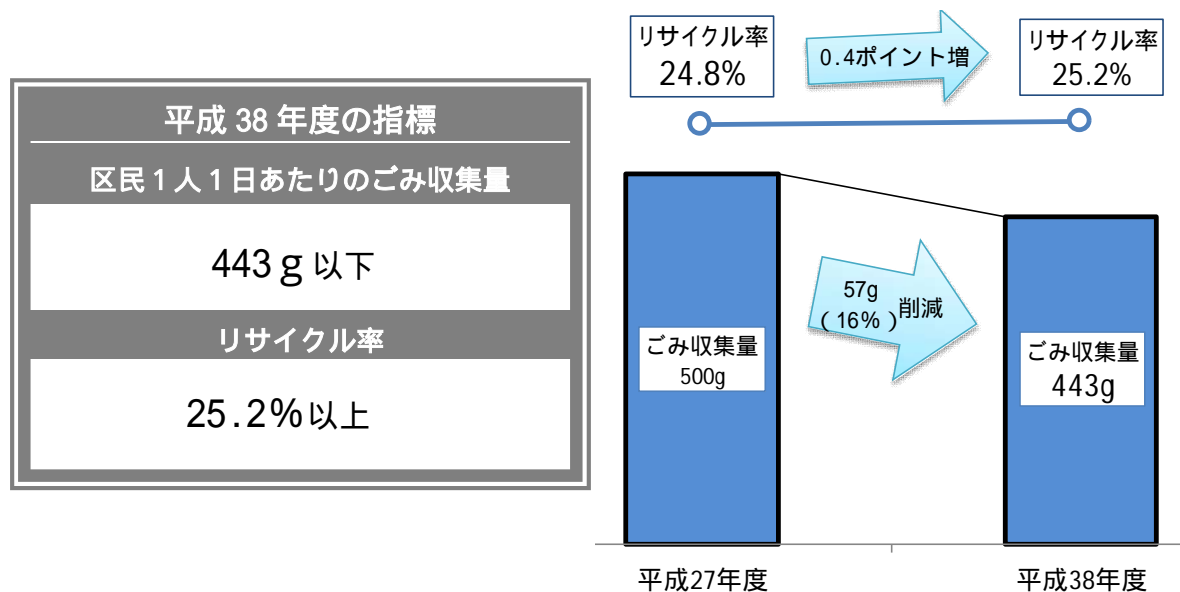 平成 38 年度の指標
区民1人1日あたりのごみ収集量
443ｇ以下
リサイクル率
25.2%以上
リサイクル率
24.8%
0.4ポイント増
リサイクル率
25.2%
57g
(16%)削減
ごみ収集量
500g
ごみ収集量
443g
平成27年度
平成38年度